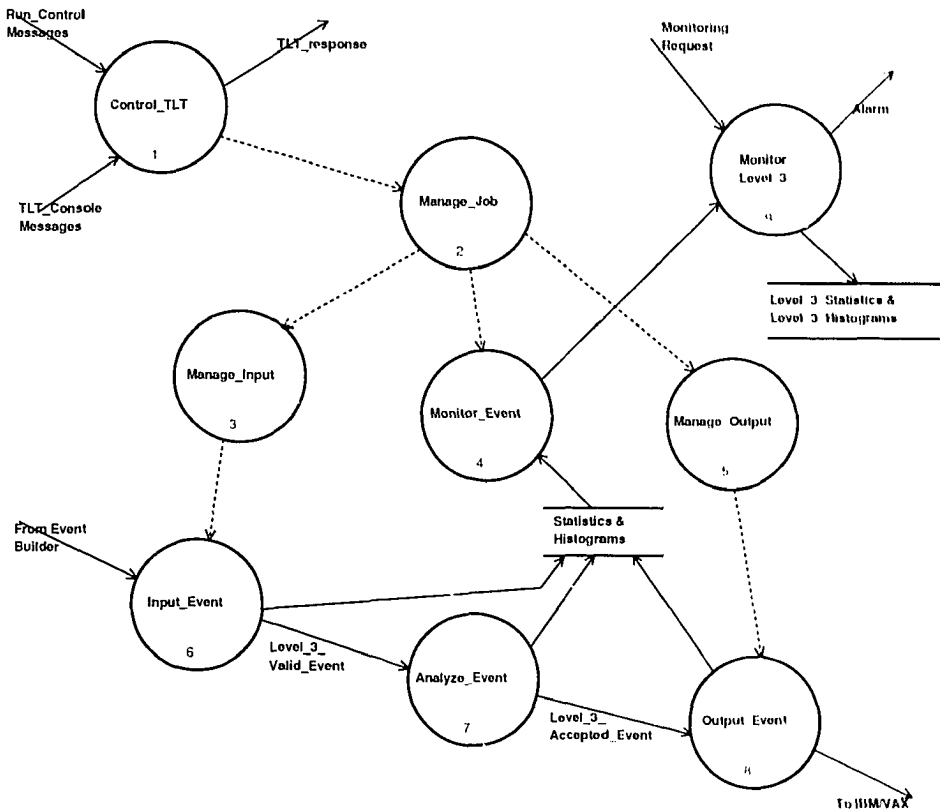 Run_Control
Messages
TLT_response
Control_TLT
1
TLT_Console
Messages
Monitoring
Request
Alarm
Monitor
Level 3
9
Manage_Job
2
Level 3 Statistics &
Level 3 Histograms
Manage_Input
3
Monitor_Event
4
Manage Output
5
From Event
Builder
Statistics &
Histograms
Input_Event
6
Level_3_
Valid_Event
Analyze_Event
7
Level_3_
Accepted_Event
Output Event
8
To IBM/VAX